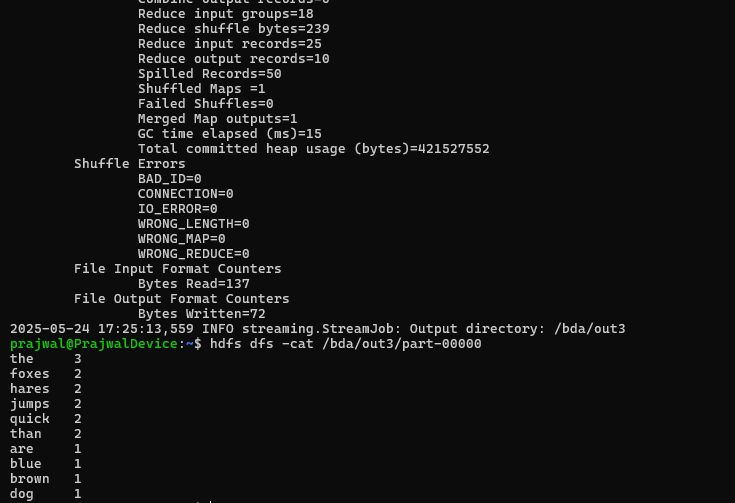 Combine output records=0
Reduce input groups=18
Reduce shuffle bytes=239
Reduce input records=25
Reduce output records=10
Spilled Records=50
Shuffled Maps =1
Failed Shuffles=0
Merged Map outputs=1
GC time elapsed (ms)=15
Total committed heap usage (bytes)=421527552
Shuffle Errors
BAD_ID=0
CONNECTION=0
IO_ERROR=0
WRONG_LENGTH=0
WRONG_MAP=0
WRONG_REDUCE=0
File Input Format Counters
Bytes Read=137
File Output Format Counters
Bytes Written=72
2025-05-24 17:25:13,559 INFO streaming.StreamJob: Output directory: /bda/out3
prajwal@PrajwalDevice:~$ hdfs dfs -cat /bda/out3/part-00000
the 3
foxes 2
hares 2
jumps 2
quick 2
than 2
are 1
blue 1
brown 1
dog 1